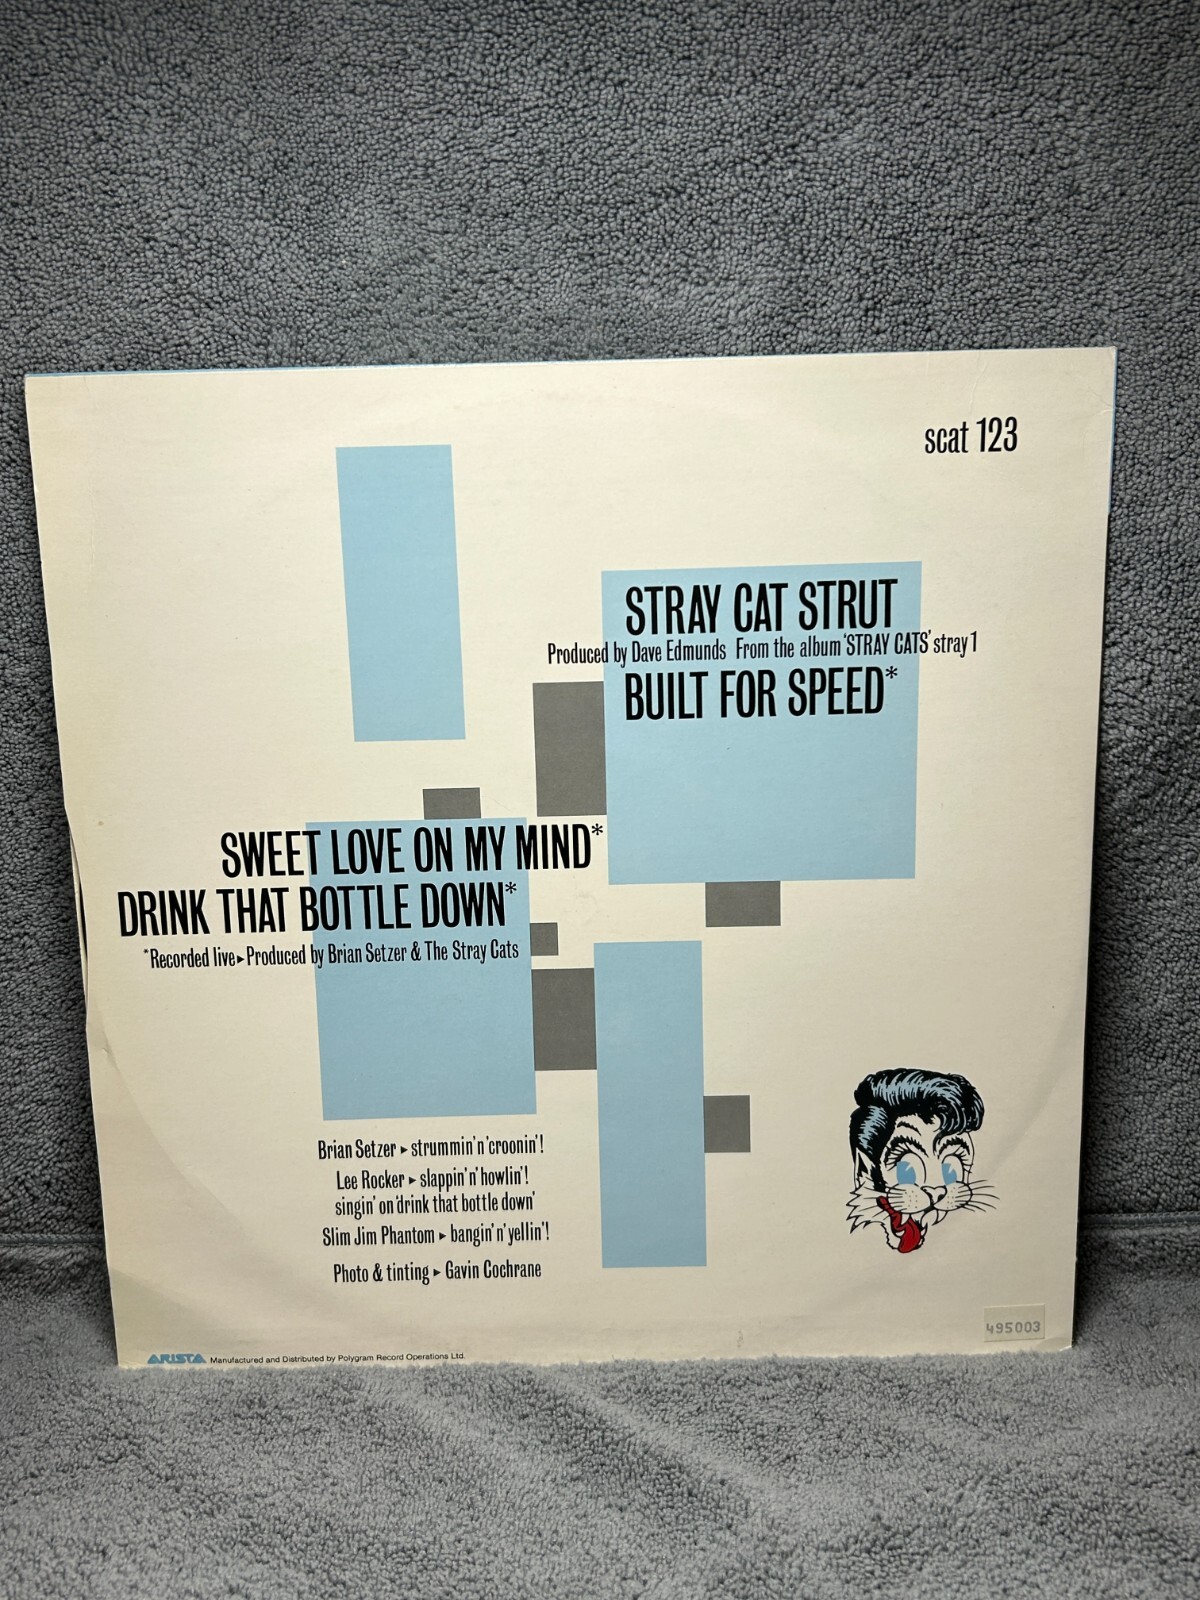 scat 123
STRAY CAT STRUT
Produced by Dave Edmunds From the album 'STRAY CATS' stray 1
BUILT FOR SPEED*
SWEET LOVE ON MY MIND*
DRINK THAT BOTTLE DOWN*
*Recorded live▸Produced by Brian Setzer & The Stray Cats
Brian Setzer ▸ strummin'n'croonin'!
Lee Rocker ▸ slappin'n'howlin'!
singin' on 'drink that bottle down'
Slim Jim Phantom ▸ bangin'n'yellin'!
Photo & tinting ▸ Gavin Cochrane
495003
ARISTA Manufactured and Distributed by Polygram Record Operations Ltd.